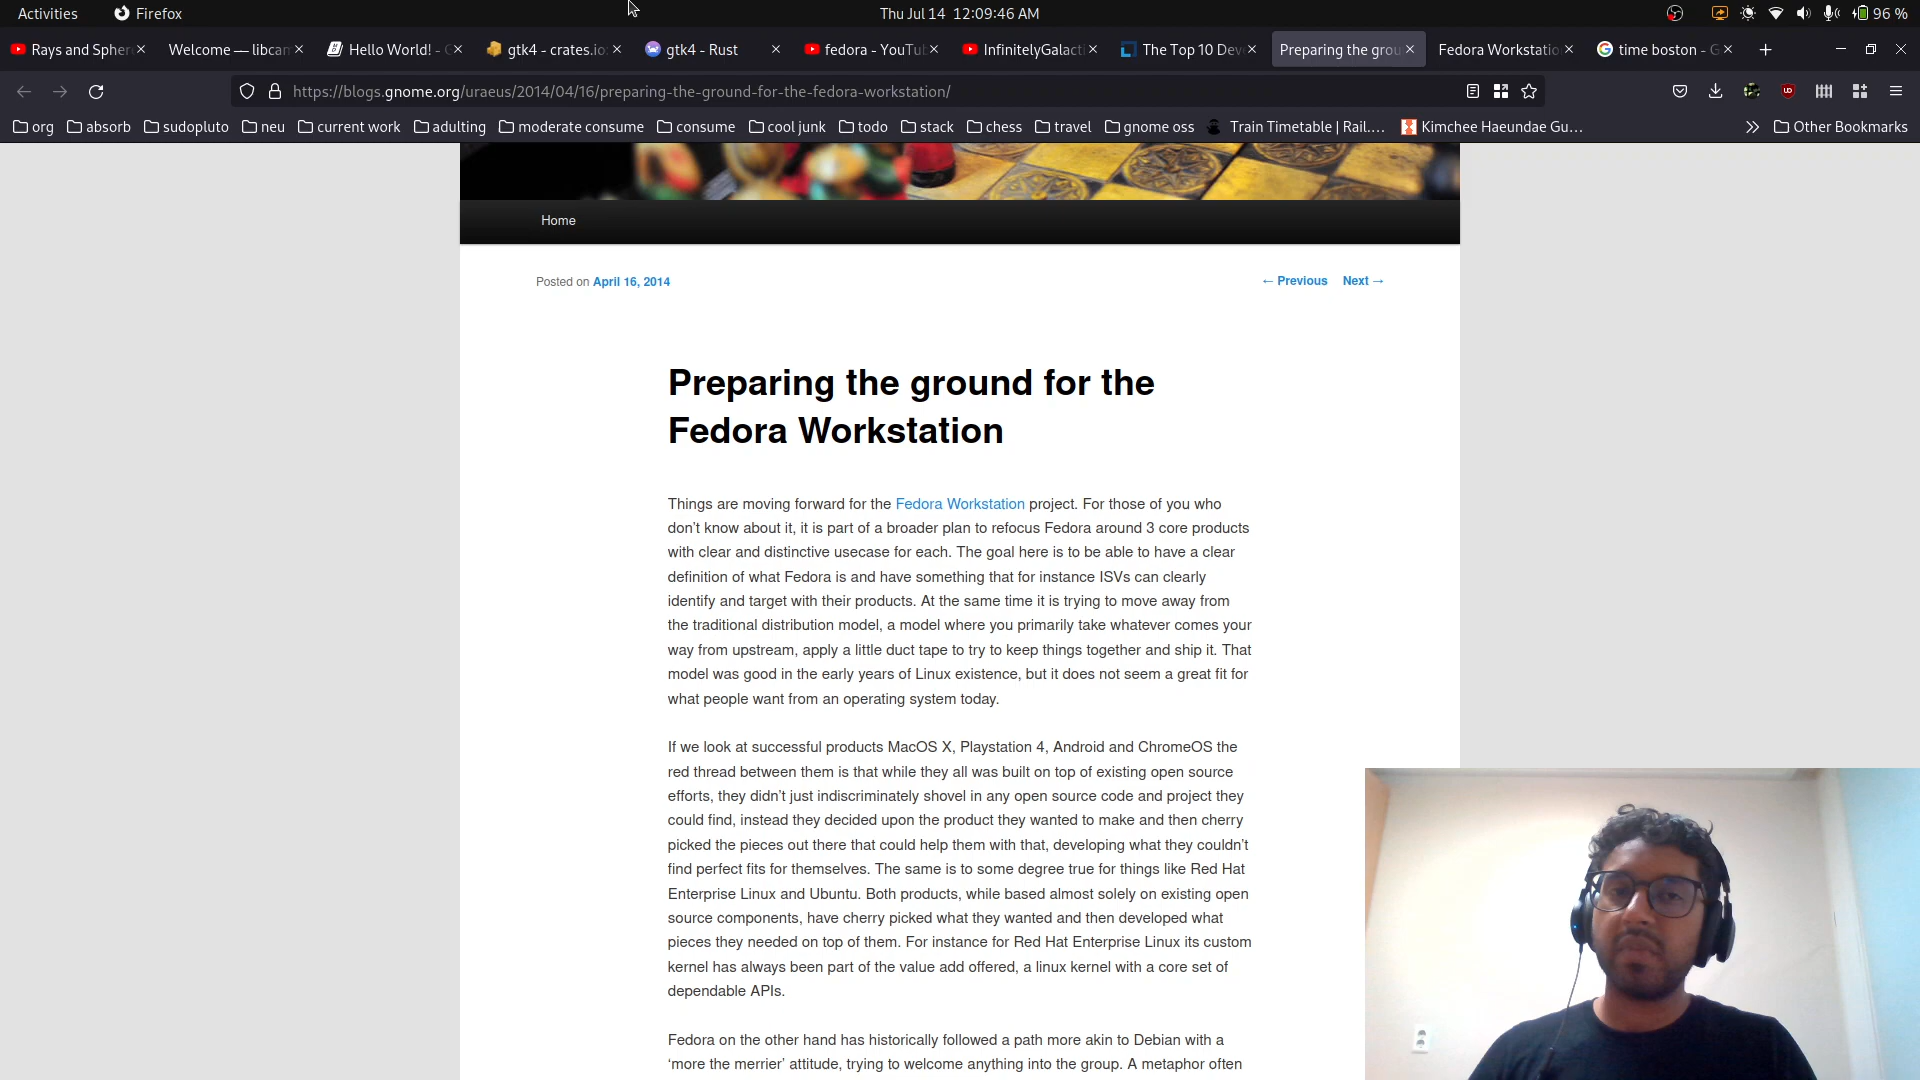 Activities Firefox Thu Jul 14 12:09:46 AM 96 %
Rays and Spher Welcome — libcam Hello World! - G gtk4 - crates.io: gtk4 - Rust fedora - YouTu InfinitelyGalacti The Top 10 Dev Preparing the grou Fedora Workstatio time boston - G
https://blogs.gnome.org/uraeus/2014/04/16/preparing-the-ground-for-the-fedora-workstation/
org absorb sudopluto neu current work adulting moderate consume consume cool junk todo stack chess travel gnome oss Train Timetable | Rail.… Kimchee Haeundae Gu… Other Bookmarks
Home
Posted on April 16, 2014 ← Previous Next →
Preparing the ground for the
Fedora Workstation
Things are moving forward for the Fedora Workstation project. For those of you who
don’t know about it, it is part of a broader plan to refocus Fedora around 3 core products
with clear and distinctive usecase for each. The goal here is to be able to have a clear
definition of what Fedora is and have something that for instance ISVs can clearly
identify and target with their products. At the same time it is trying to move away from
the traditional distribution model, a model where you primarily take whatever comes your
way from upstream, apply a little duct tape to try to keep things together and ship it. That
model was good in the early years of Linux existence, but it does not seem a great fit for
what people want from an operating system today.
If we look at successful products MacOS X, Playstation 4, Android and ChromeOS the
red thread between them is that while they all was built on top of existing open source
efforts, they didn’t just indiscriminately shovel in any open source code and project they
could find, instead they decided upon the product they wanted to make and then cherry
picked the pieces out there that could help them with that, developing what they couldn’t
find perfect fits for themselves. The same is to some degree true for things like Red Hat
Enterprise Linux and Ubuntu. Both products, while based almost solely on existing open
source components, have cherry picked what they wanted and then developed what
pieces they needed on top of them. For instance for Red Hat Enterprise Linux its custom
kernel has always been part of the value add offered, a linux kernel with a core set of
dependable APIs.
Fedora on the other hand has historically followed a path more akin to Debian with a
‘more the merrier’ attitude, trying to welcome anything into the group. A metaphor often